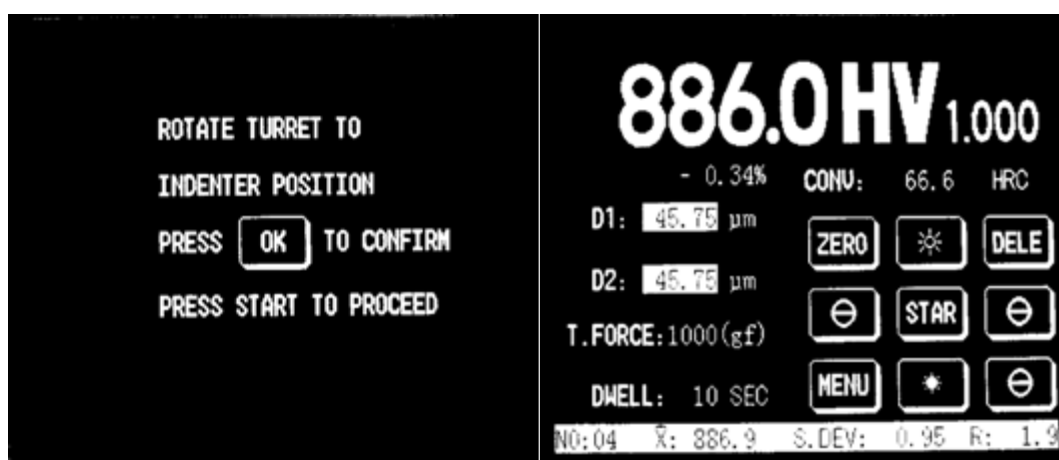 ROTATE TURRET TO
INDENTER POSITION
PRESS OK TO CONFIRM
PRESS START TO PROCEED
886.0 HV 1.000
- 0.34% CONV: 66.6 HRC
D1: 45.75 µm
ZERO DELE
D2: 45.75 µm
STAR
T.FORCE:1000(gf)
MENU
DWELL: 10 SEC
NO:04 X̄: 886.9 S.DEV: 0.95 R: 1.9